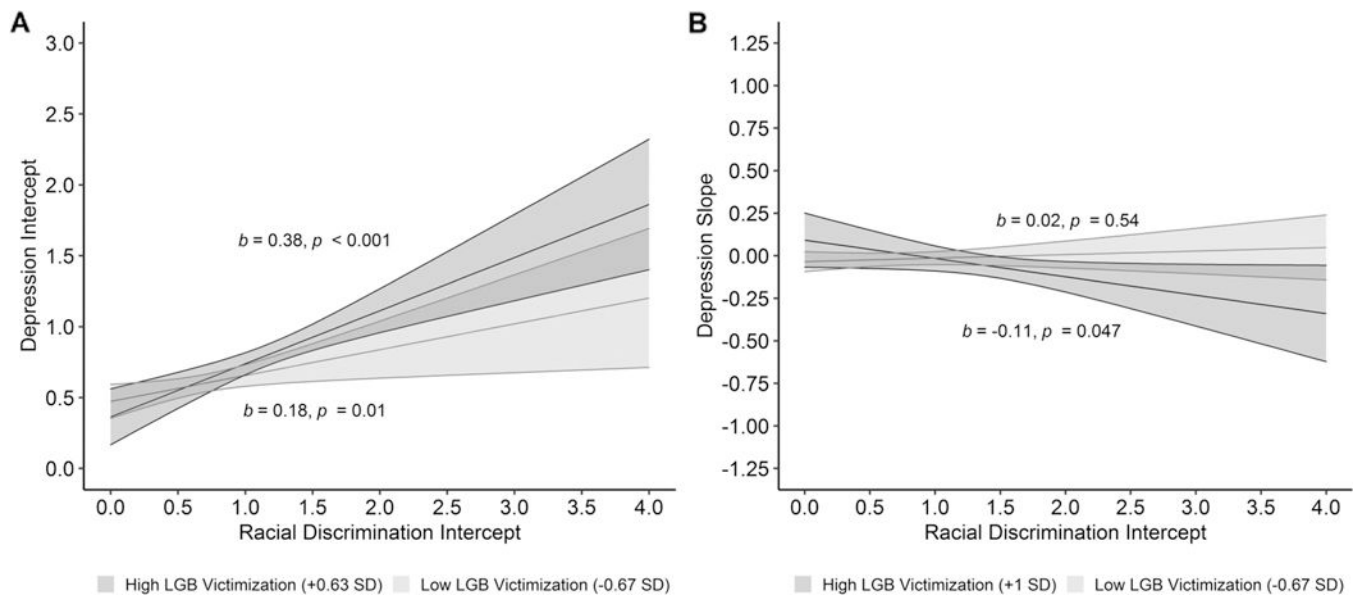 A
Depression Intercept
3.0
2.5
2.0
1.5
1.0
0.5
0.0
b = 0.38, p < 0.001
b = 0.18, p = 0.01
0.0 0.5 1.0 1.5 2.0 2.5 3.0 3.5 4.0
Racial Discrimination Intercept
High LGB Victimization (+0.63 SD) Low LGB Victimization (-0.67 SD)
B
Depression Slope
1.25
1.00
0.75
0.50
0.25
0.00
-0.25
-0.50
-0.75
-1.00
-1.25
b = 0.02, p = 0.54
b = -0.11, p = 0.047
0.0 0.5 1.0 1.5 2.0 2.5 3.0 3.5 4.0
Racial Discrimination Intercept
High LGB Victimization (+1 SD) Low LGB Victimization (-0.67 SD)